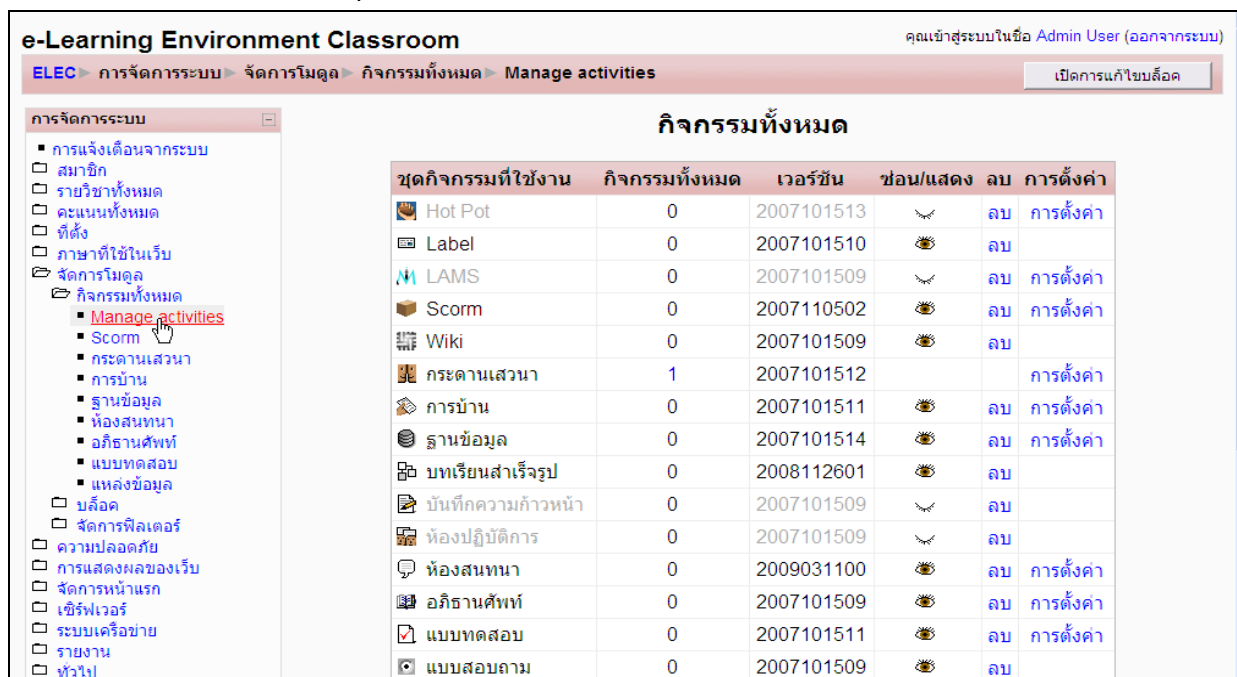 e-Learning Environment Classroom
คุณเข้าสู่ระบบในชื่อ Admin User (ออกจากระบบ)
ELEC ► การจัดการระบบ ► จัดการโมดูล ► กิจกรรมทั้งหมด ► Manage activities
เปิดการแก้ไขบล็อค
การจัดการระบบ
การแจ้งเตือนจากระบบ
สมาชิก
รายวิชาทั้งหมด
คะแนนทั้งหมด
ที่ตั้ง
ภาษาที่ใช้ในเว็บ
จัดการโมดูล
กิจกรรมทั้งหมด
Manage activities
Scorm
กระดานเสวนา
การบ้าน
ฐานข้อมูล
ห้องสนทนา
อภิธานศัพท์
แบบทดสอบ
แหล่งข้อมูล
บล็อค
จัดการฟิลเตอร์
ความปลอดภัย
การแสดงผลของเว็บ
จัดการหน้าแรก
เซิร์ฟเวอร์
ระบบเครือข่าย
รายงาน
ทั่วไป
กิจกรรมทั้งหมด
ชุดกิจกรรมที่ใช้งาน กิจกรรมทั้งหมด เวอร์ชัน ซ่อน/แสดง ลบ การตั้งค่า
Hot Pot 0 2007101513 ลบ การตั้งค่า
Label 0 2007101510 ลบ
LAMS 0 2007101509 ลบ การตั้งค่า
Scorm 0 2007110502 ลบ การตั้งค่า
Wiki 0 2007101509 ลบ
กระดานเสวนา 1 2007101512 การตั้งค่า
การบ้าน 0 2007101511 ลบ การตั้งค่า
ฐานข้อมูล 0 2007101514 ลบ การตั้งค่า
บทเรียนสำเร็จรูป 0 2008112601 ลบ
บันทึกความก้าวหน้า 0 2007101509 ลบ
ห้องปฏิบัติการ 0 2007101509 ลบ
ห้องสนทนา 0 2009031100 ลบ การตั้งค่า
อภิธานศัพท์ 0 2007101509 ลบ การตั้งค่า
แบบทดสอบ 0 2007101511 ลบ การตั้งค่า
แบบสอบถาม 0 2007101509 ลบ